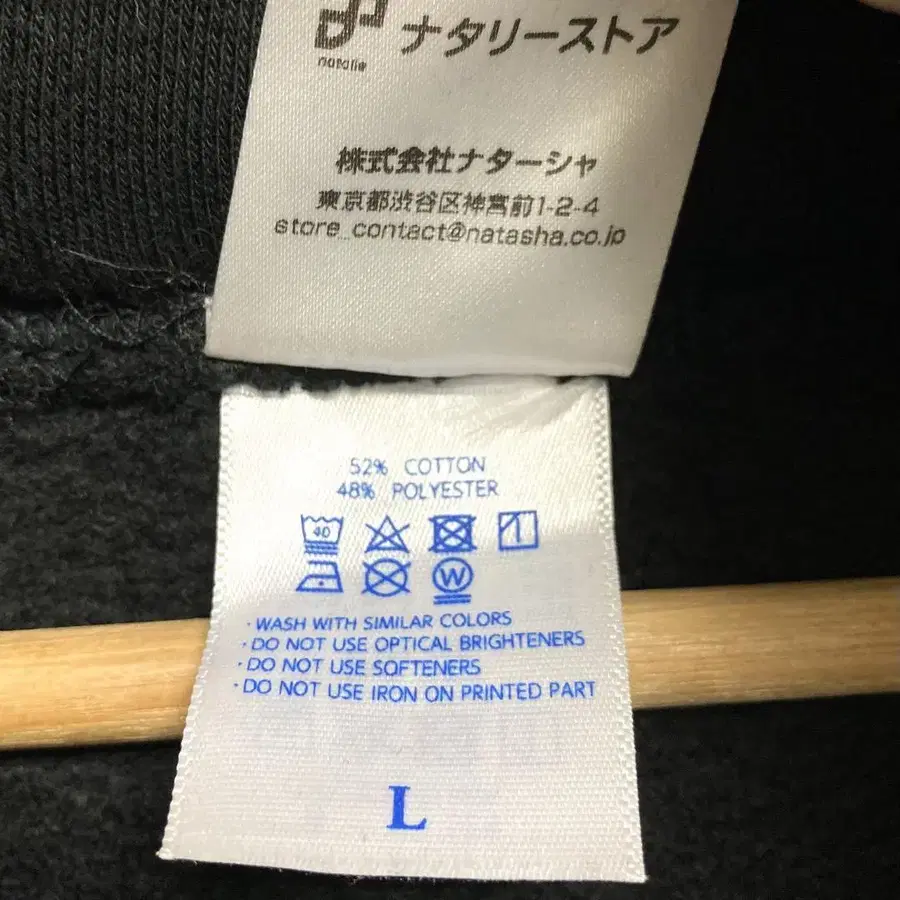 ナタリーストア
natalie
株式会社ナターシャ
東京都渋谷区神宮前1-2-4
store_contact@natasha.co.jp
52% COTTON
48% POLYESTER
40
W
· WASH WITH SIMILAR COLORS
· DO NOT USE OPTICAL BRIGHTENERS
· DO NOT USE SOFTENERS
· DO NOT USE IRON ON PRINTED PART
L